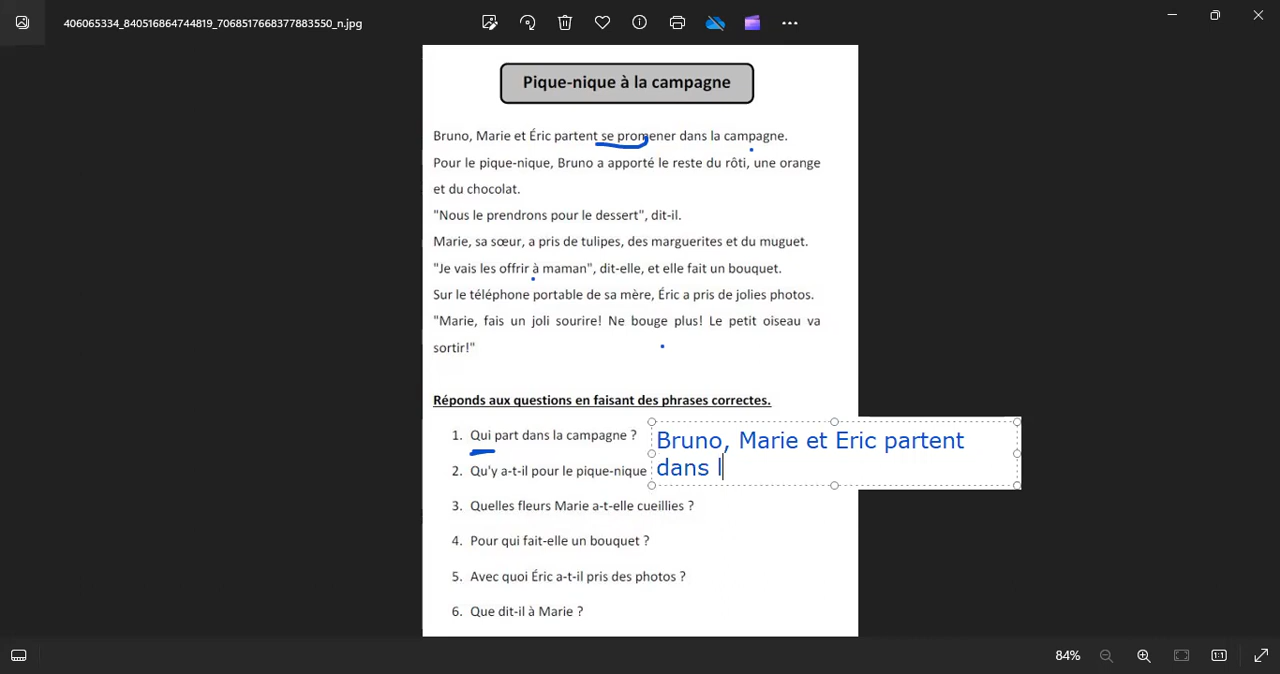 406065334_840516864744819_7068517668377883550_n.jpg
Pique-nique à la campagne
Bruno, Marie et Éric partent se promener dans la campagne.
Pour le pique-nique, Bruno a apporté le reste du rôti, une orange
et du chocolat.
"Nous le prendrons pour le dessert", dit-il.
Marie, sa sœur, a pris de tulipes, des marguerites et du muguet.
"Je vais les offrir à maman", dit-elle, et elle fait un bouquet.
Sur le téléphone portable de sa mère, Éric a pris de jolies photos.
"Marie, fais un joli sourire! Ne bouge plus! Le petit oiseau va
sortir!"
Réponds aux questions en faisant des phrases correctes.
1. Qui part dans la campagne ?
Bruno, Marie et Eric partent
dans l
2. Qu'y a-t-il pour le pique-nique
3. Quelles fleurs Marie a-t-elle cueillies ?
4. Pour qui fait-elle un bouquet ?
5. Avec quoi Éric a-t-il pris des photos ?
6. Que dit-il à Marie ?
84%
1:1